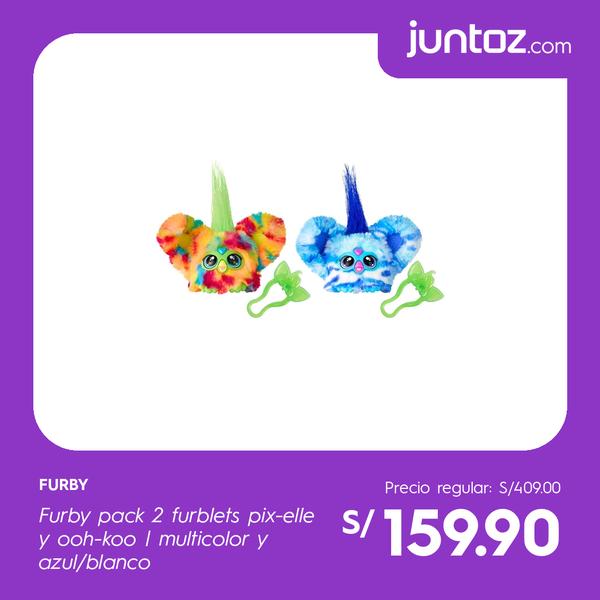 juntoz.com
FURBY
Furby pack 2 furblets pix-elle
y ooh-koo | multicolor y
azul/blanco
Precio regular: S/409.00
S/159.90